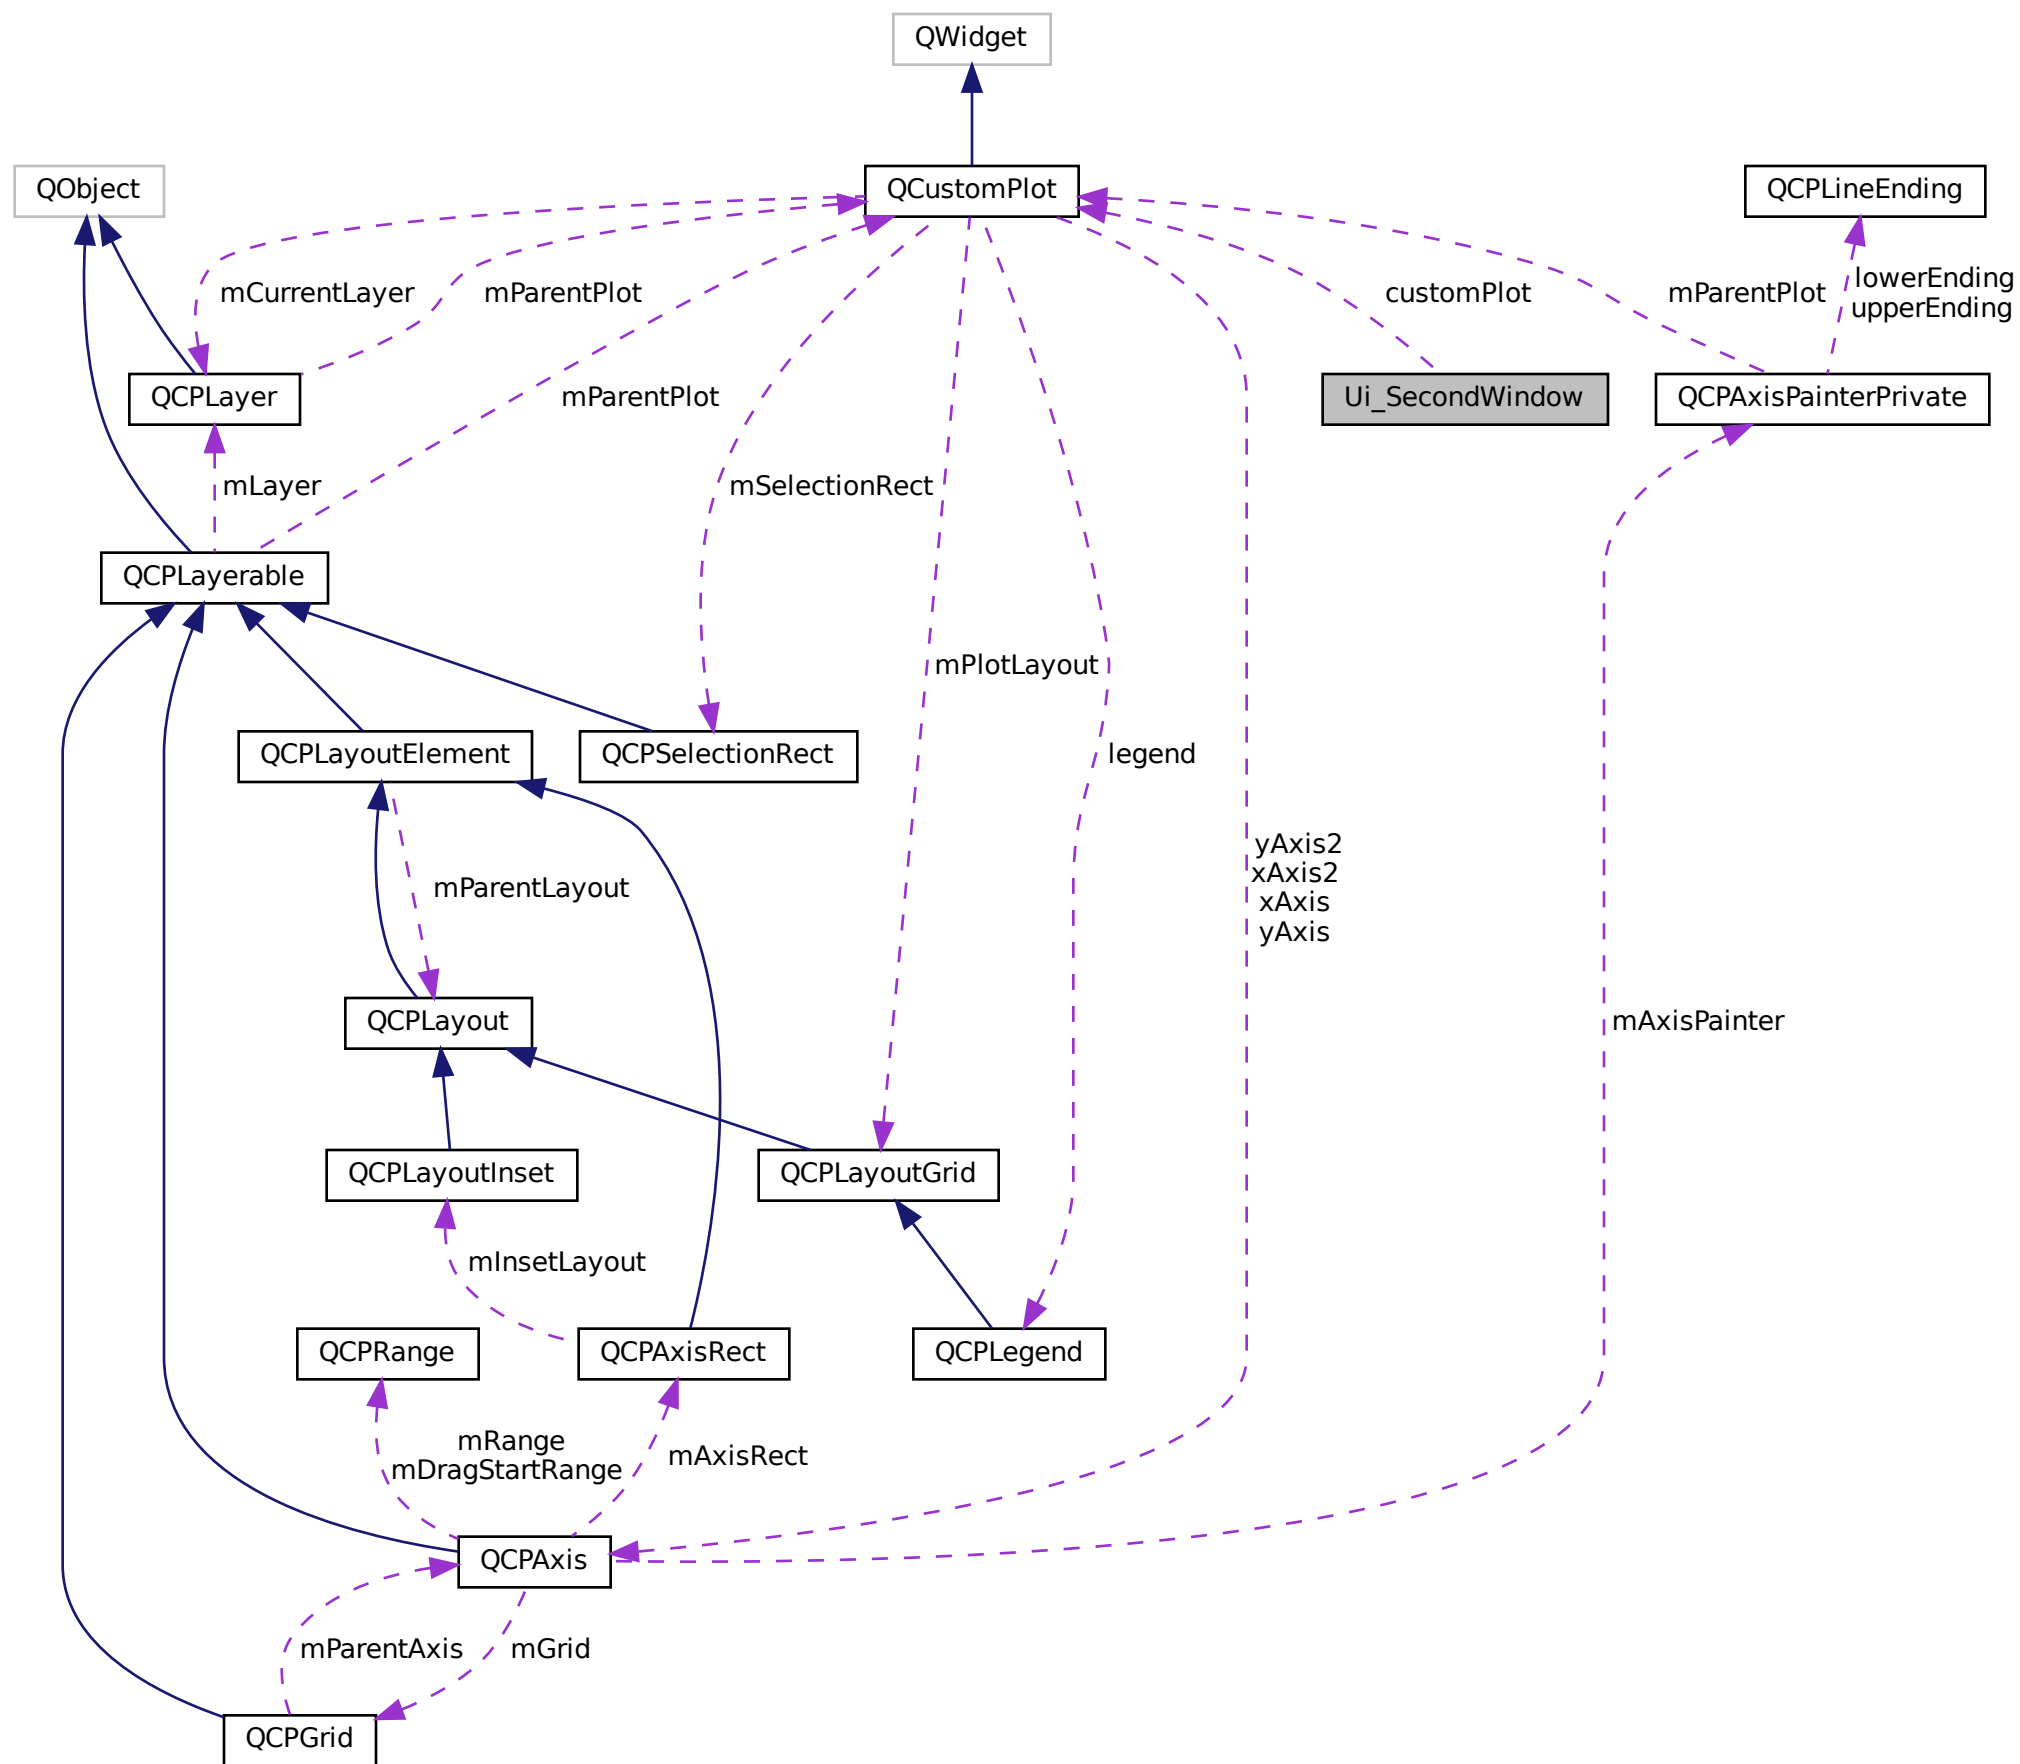 QWidget
QObject
QCustomPlot
QCPLineEnding
mCurrentLayer
mParentPlot
customPlot
mParentPlot
lowerEnding
upperEnding
QCPLayer
mParentPlot
Ui_SecondWindow
QCPAxisPainterPrivate
mLayer
mSelectionRect
QCPLayerable
mPlotLayout
QCPLayoutElement
QCPSelectionRect
legend
mParentLayout
yAxis2
xAxis2
xAxis
yAxis
QCPLayout
mAxisPainter
QCPLayoutInset
QCPLayoutGrid
mInsetLayout
QCPRange
QCPAxisRect
QCPLegend
mRange
mDragStartRange
mAxisRect
QCPAxis
mParentAxis
mGrid
QCPGrid